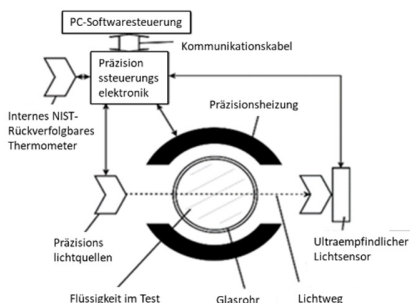 PC-Softwaresteuerung
Kommunikationskabel
Präzision
ssteuerungs
elektronik
Präzisionsheizung
Internes NIST-
Rückverfolgbares
Thermometer
Präzisions
lichtquellen
Ultraempfindlicher
Lichtsensor
Flüssigkeit im Test
Glasrohr
Lichtweg